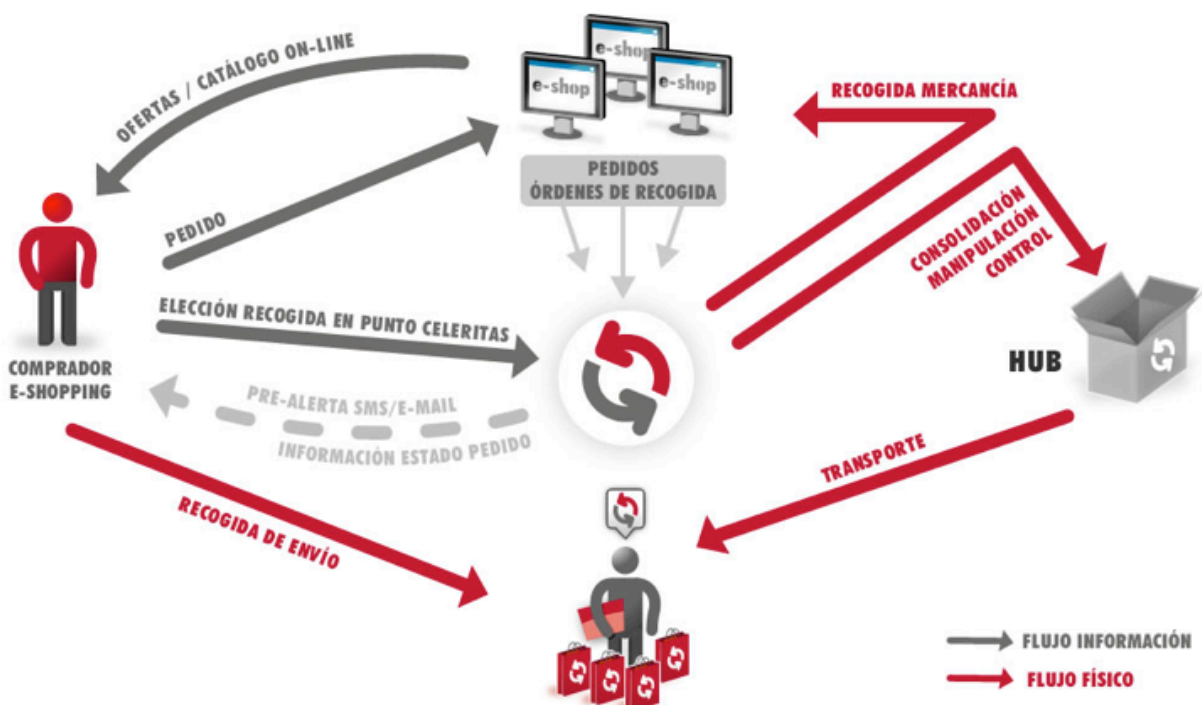 OFERTAS / CATÁLOGO ON-LINE
e-shop
e-shop
e-shop
RECOGIDA MERCANCÍA
PEDIDOS
ÓRDENES DE RECOGIDA
PEDIDO
CONSOLIDACIÓN
MANIPULACIÓN
CONTROL
ELECCIÓN RECOGIDA EN PUNTO CELERITAS
COMPRADOR
E-SHOPPING
HUB
PRE-ALERTA SMS/E-MAIL
INFORMACIÓN ESTADO PEDIDO
TRANSPORTE
RECOGIDA DE ENVÍO
FLUJO INFORMACIÓN
FLUJO FÍSICO